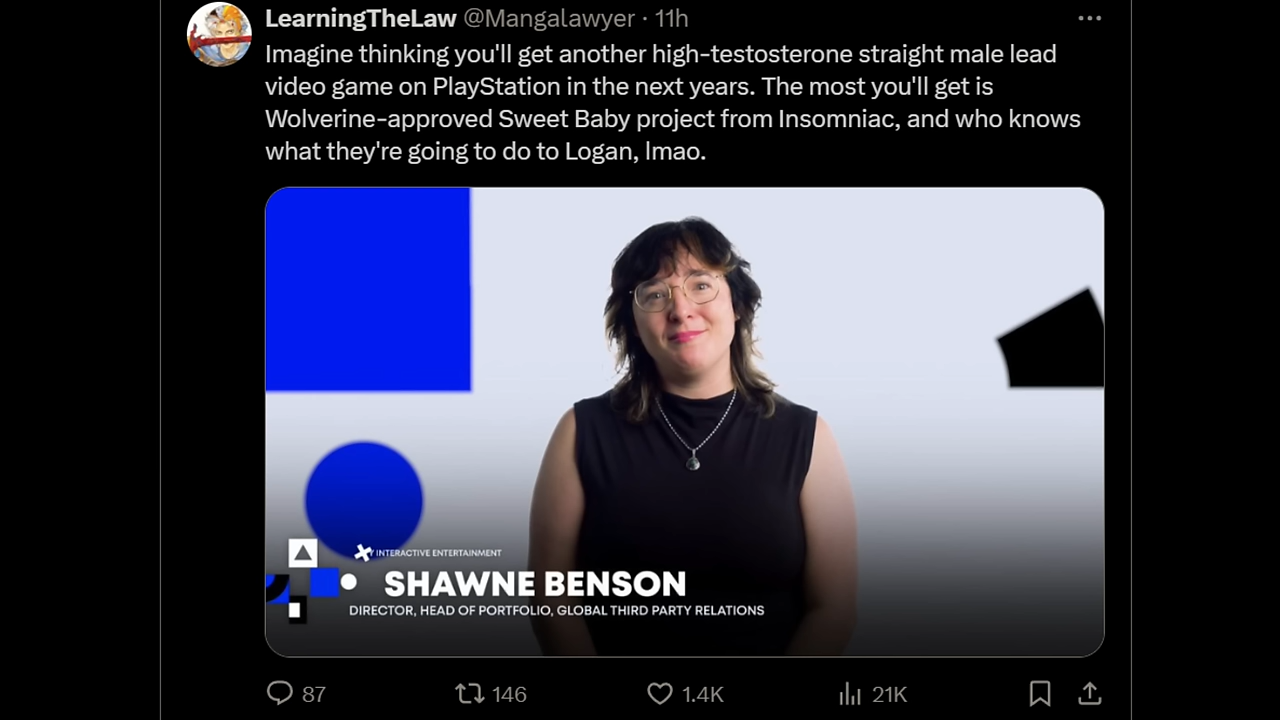 LearningTheLaw @Mangalawyer · 11h
Imagine thinking you'll get another high-testosterone straight male lead
video game on PlayStation in the next years. The most you'll get is
Wolverine-approved Sweet Baby project from Insomniac, and who knows
what they're going to do to Logan, lmao.
INTERACTIVE ENTERTAINMENT
SHAWNE BENSON
DIRECTOR, HEAD OF PORTFOLIO, GLOBAL THIRD PARTY RELATIONS
87 146 1.4K 21K